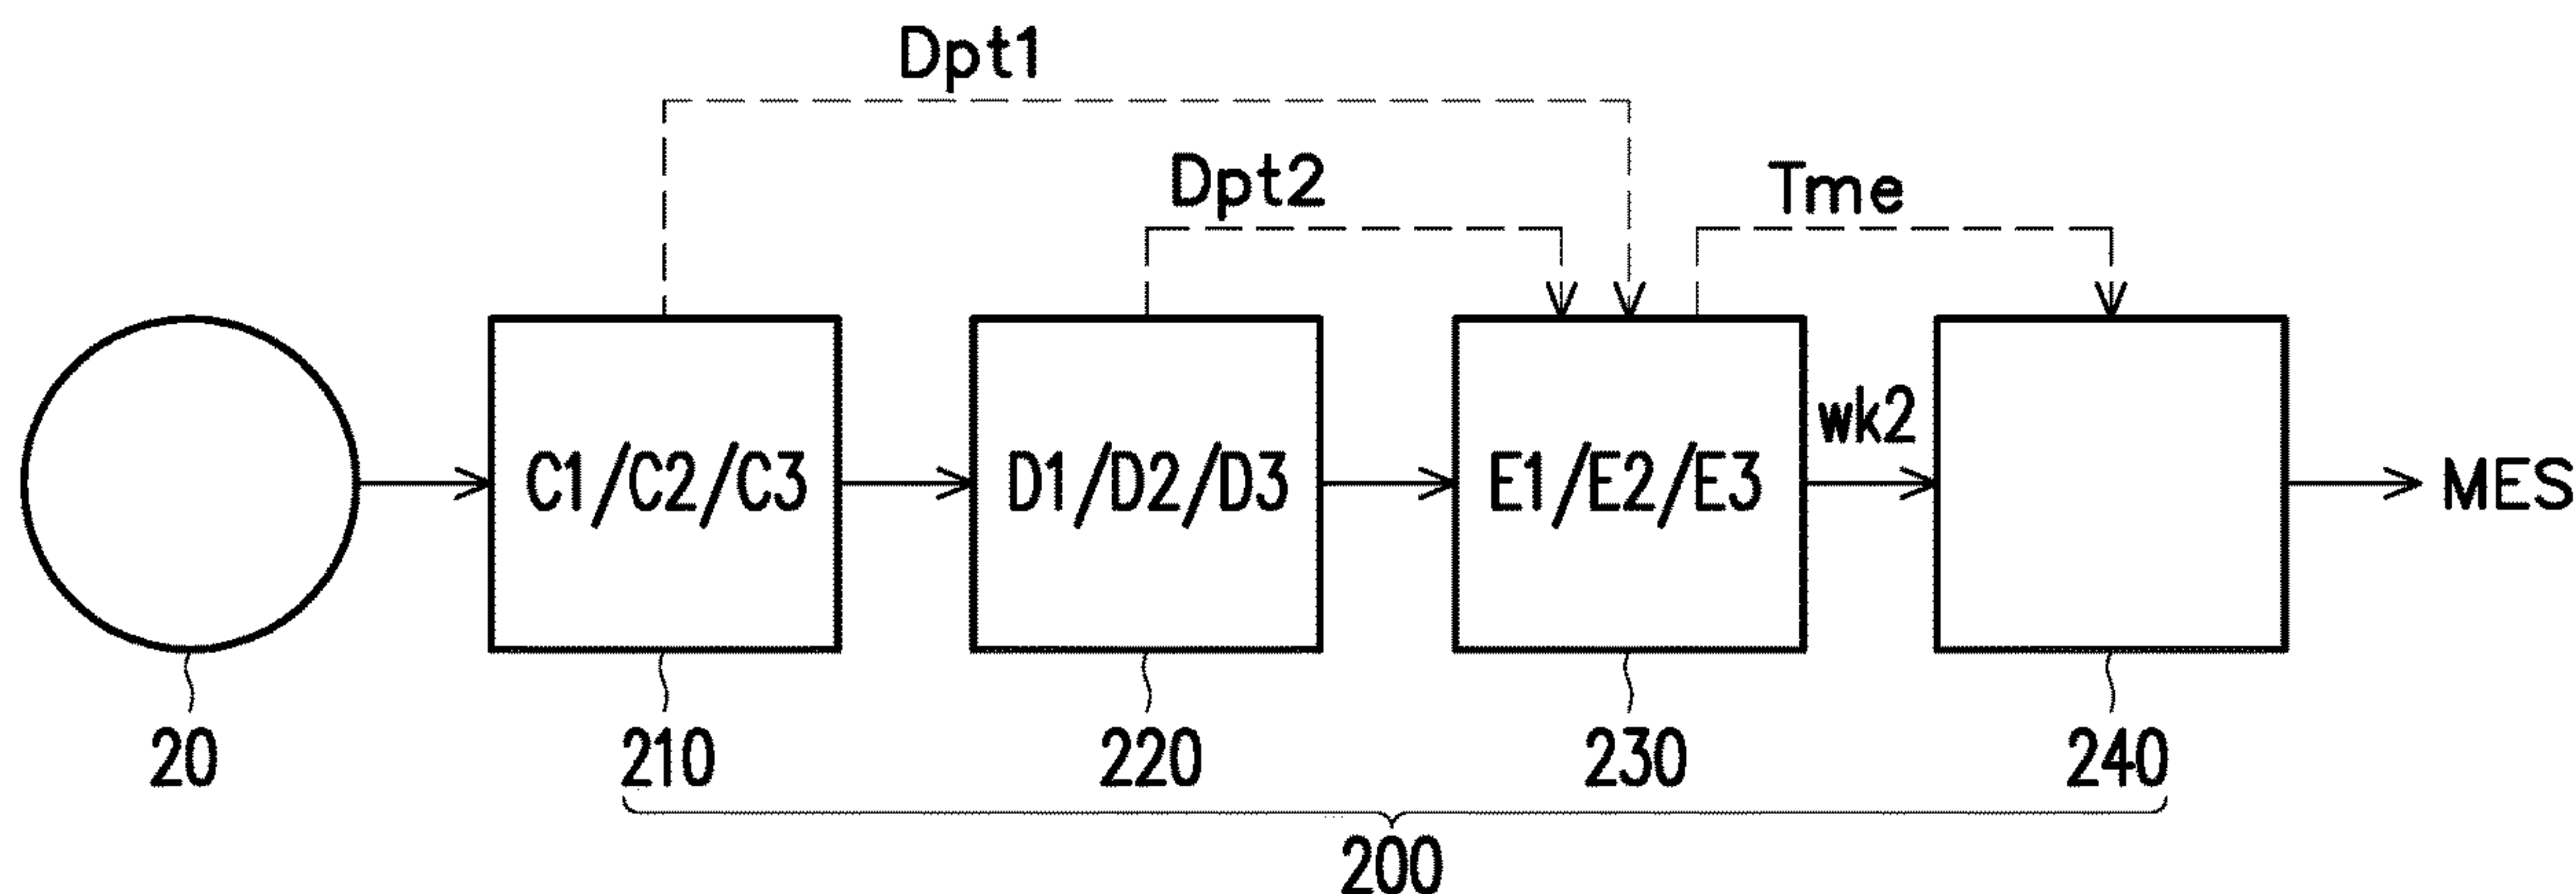 Dpt1
Dpt2
Tme
C1/C2/C3
D1/D2/D3
E1/E2/E3
wk2
MES
20
210
220
230
240
200